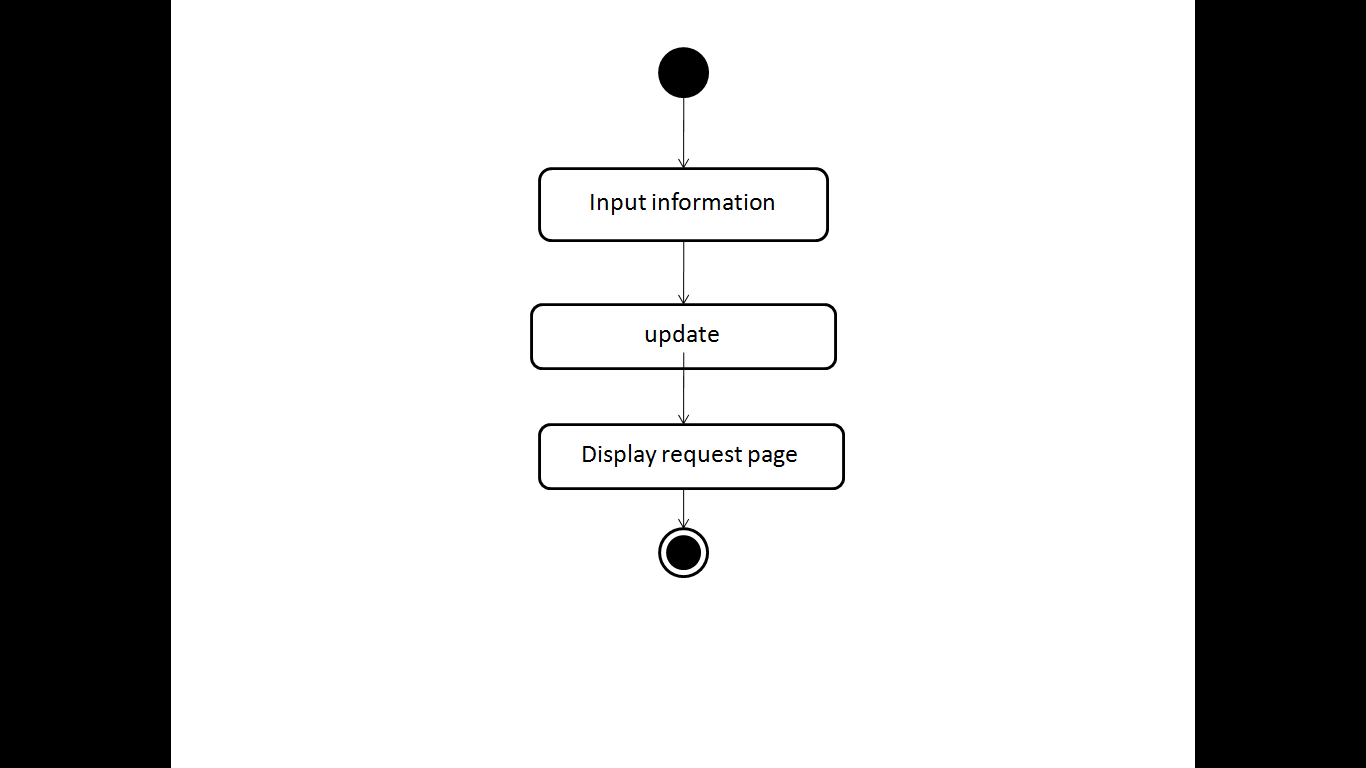 Input information
update
Display request page